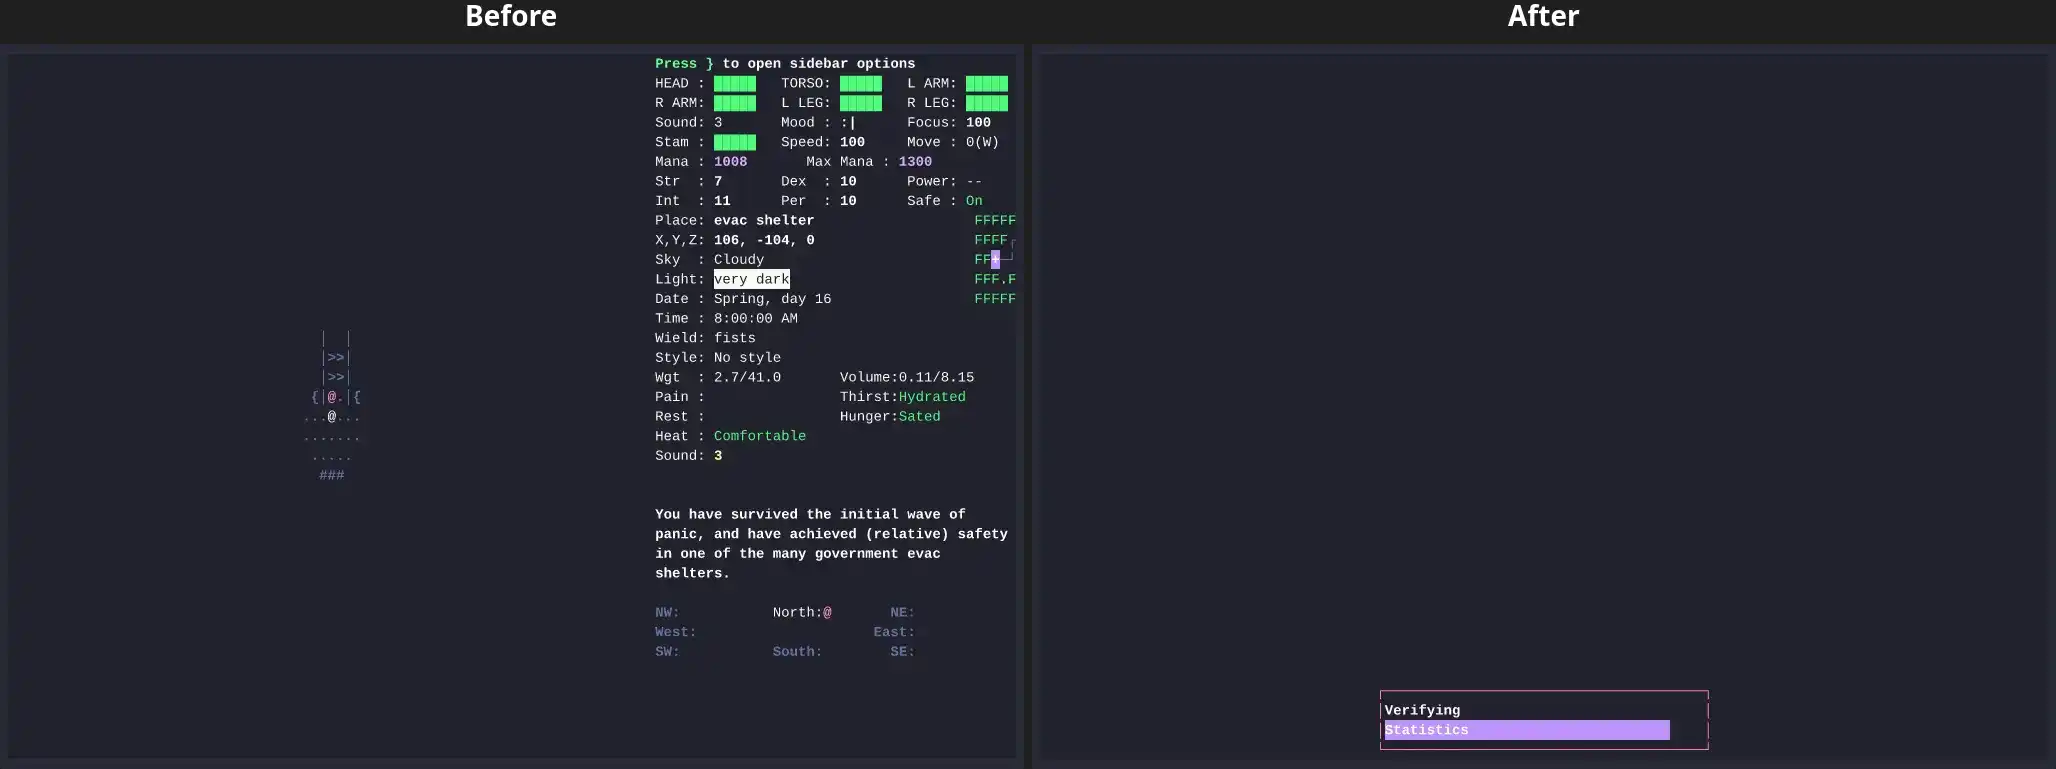 Before
After
Press } to open sidebar options
HEAD : TORSO: L ARM:
R ARM: L LEG: R LEG:
Sound: 3 Mood : :| Focus: 100
Stam : Speed: 100 Move : 0(W)
Mana : 1008 Max Mana : 1300
Str : 7 Dex : 10 Power: --
Int : 11 Per : 10 Safe : On
Place: evac shelter FFFFF
X,Y,Z: 106, -104, 0 FFFF┌
Sky : Cloudy FF+─┘
Light: very dark FFF.F
Date : Spring, day 16 FFFFF
Time : 8:00:00 AM
│ │
Wield: fists
│>>│
Style: No style
│>>│
Wgt : 2.7/41.0 Volume:0.11/8.15
{│@.│{
Pain : Thirst:Hydrated
...@...
Rest : Hunger:Sated
.......
Heat : Comfortable
.....
Sound: 3
###
You have survived the initial wave of
panic, and have achieved (relative) safety
in one of the many government evac
shelters.
NW: North:@ NE:
West: East:
SW: South: SE:
Verifying
Statistics